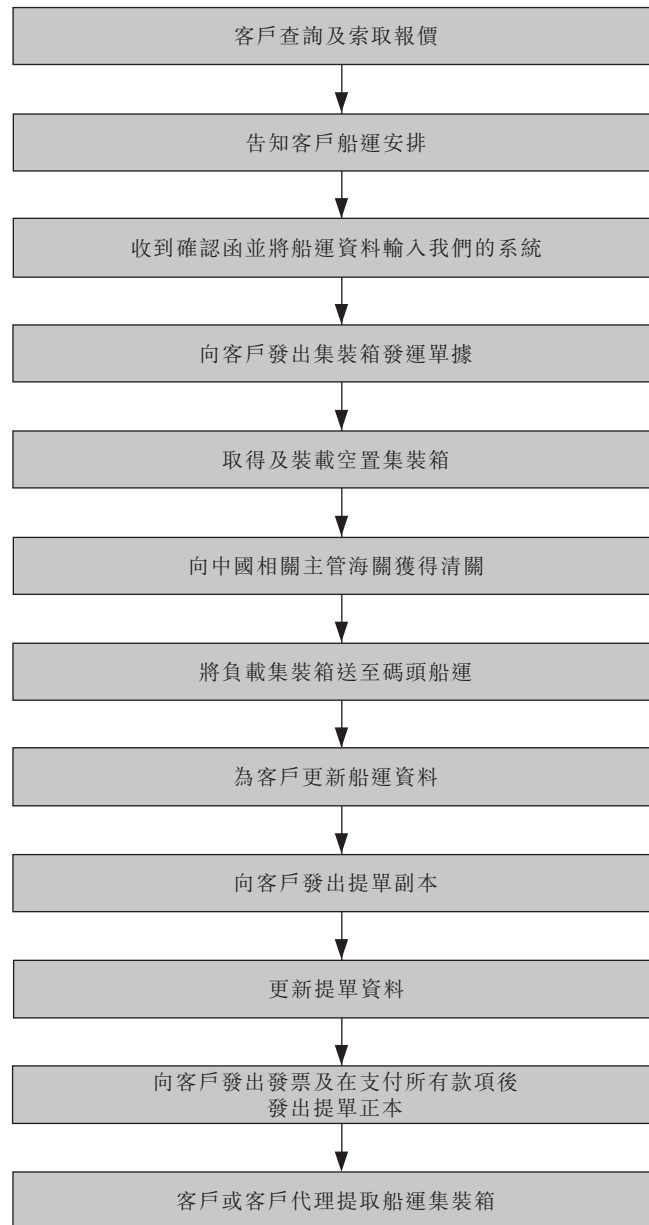 客戶查詢及索取報價
告知客戶船運安排
收到確認函並將船運資料輸入我們的系統
向客戶發出集裝箱發運單據
取得及裝載空置集裝箱
向中國相關主管海關獲得清關
將負載集裝箱送至碼頭船運
為客戶更新船運資料
向客戶發出提單副本
更新提單資料
向客戶發出發票及在支付所有款項後
發出提單正本
客戶或客戶代理提取船運集裝箱